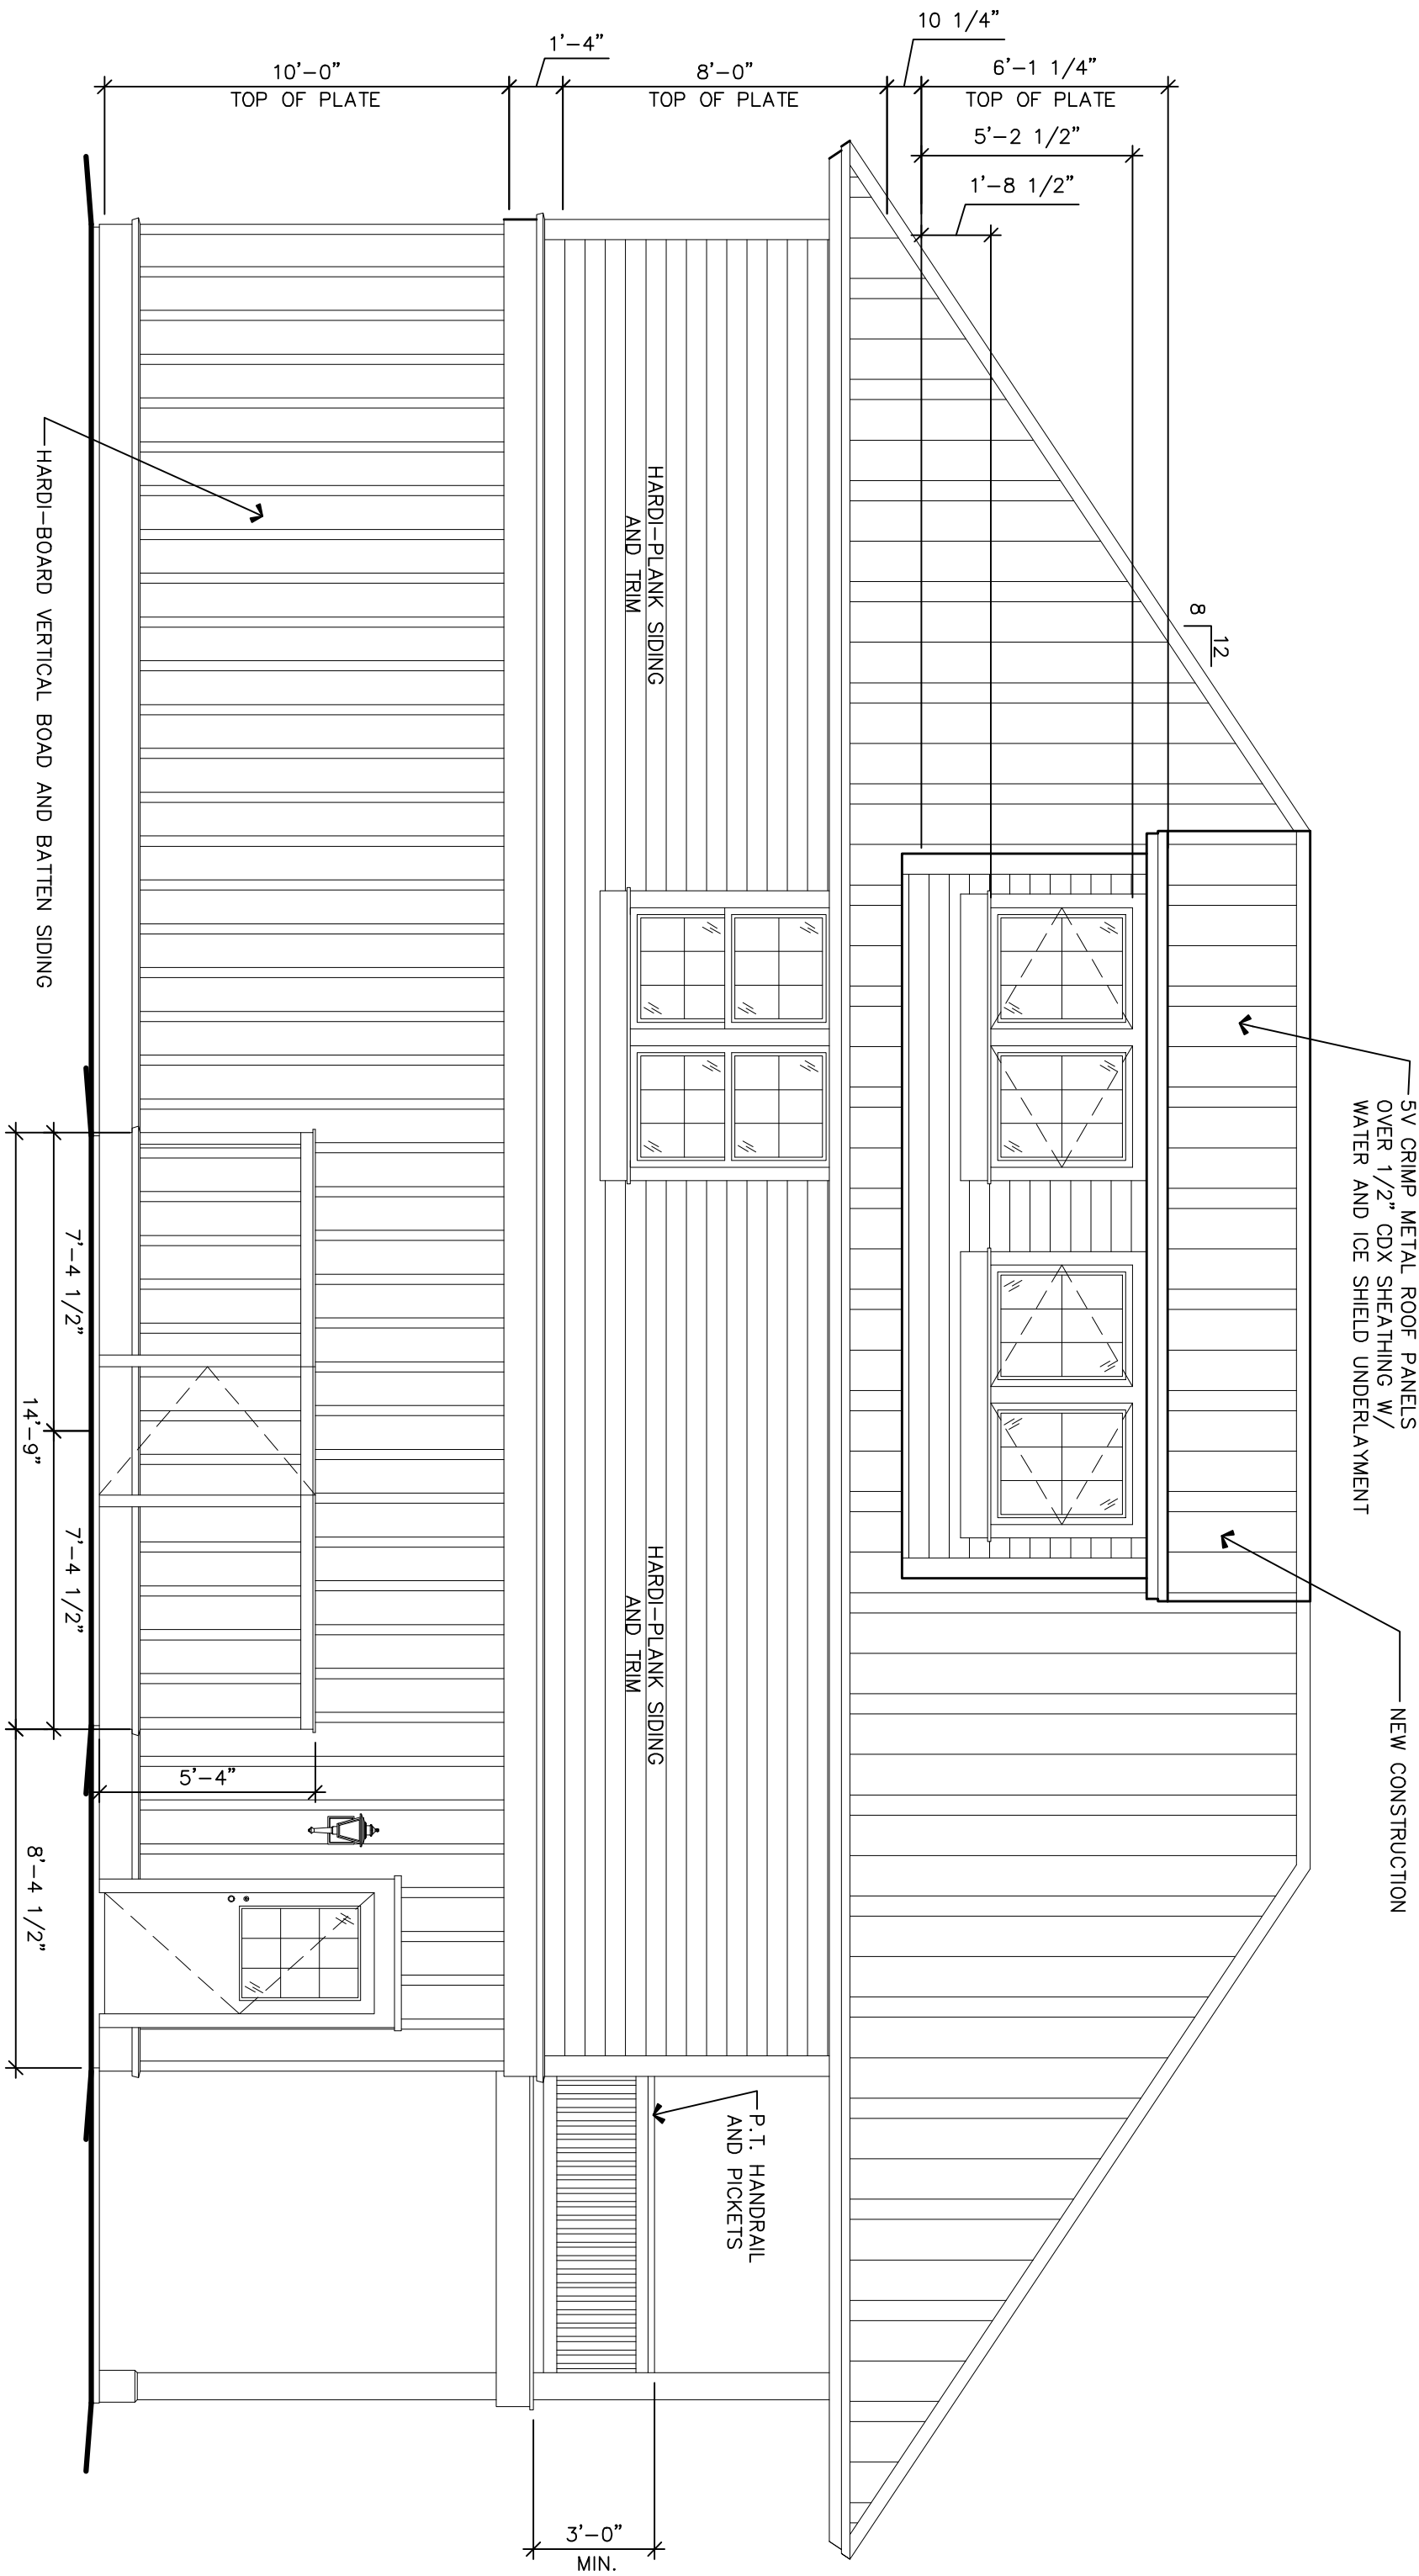 10 1/4”
1’-4”
10’-0”
TOP OF PLATE
8’-0”
TOP OF PLATE
6’-1 1/4”
TOP OF PLATE
5’-2 1/2”
1’-8 1/2”
8
12
5V CRIMP METAL ROOF PANELS
OVER 1/2” CDX SHEATHING W/
WATER AND ICE SHIELD UNDERLAYMENT
NEW CONSTRUCTION
HARDI-PLANK SIDING
AND TRIM
HARDI-PLANK SIDING
AND TRIM
P.T. HANDRAIL
AND PICKETS
HARDI-BOARD VERTICAL BOAD AND BATTEN SIDING
7’-4 1/2”
7’-4 1/2”
14’-9”
8’-4 1/2”
5’-4”
3’-0”
MIN.